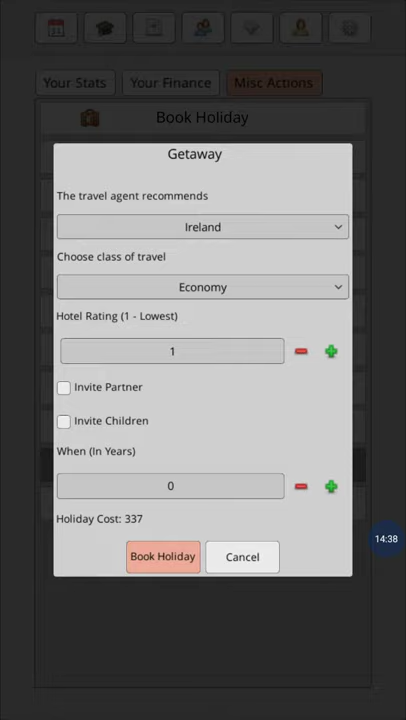 Your Stats
Your Finance
Misc Actions
Book Holiday
Getaway
The travel agent recommends
Ireland
Choose class of travel
Economy
Hotel Rating (1 - Lowest)
1
Invite Partner
Invite Children
When (In Years)
0
Holiday Cost: 337
14:38
Book Holiday
Cancel